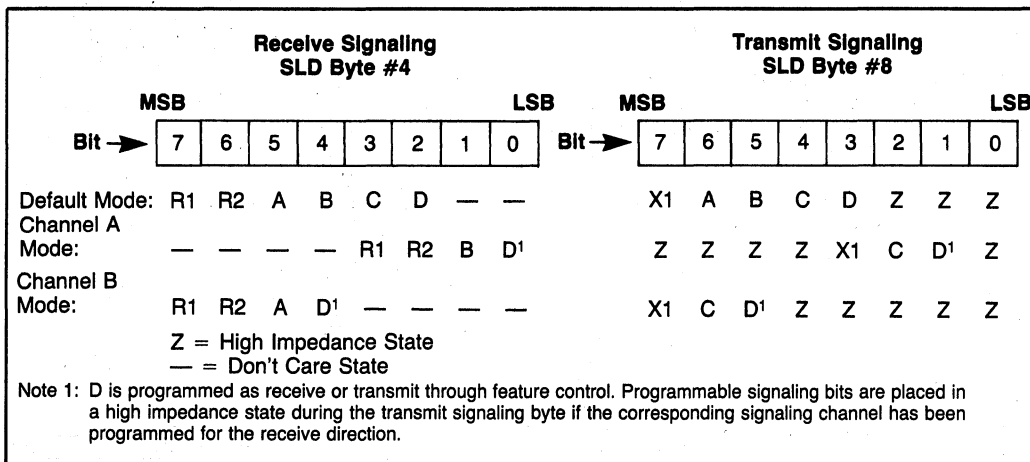 Receive Signaling
SLD Byte #4
Transmit Signaling
SLD Byte #8
MSB LSB MSB LSB
Bit 7 6 5 4 3 2 1 0 Bit 7 6 5 4 3 2 1 0
Default Mode: R1 R2 A B C D — — X1 A B C D Z Z Z
Channel A
Mode: — — — — R1 R2 B D¹ Z Z Z Z X1 C D¹ Z
Channel B
Mode: R1 R2 A D¹ — — — — X1 C D¹ Z Z Z Z Z
Z = High Impedance State
— = Don't Care State
Note 1: D is programmed as receive or transmit through feature control. Programmable signaling bits are placed in
a high impedance state during the transmit signaling byte if the corresponding signaling channel has been
programmed for the receive direction.